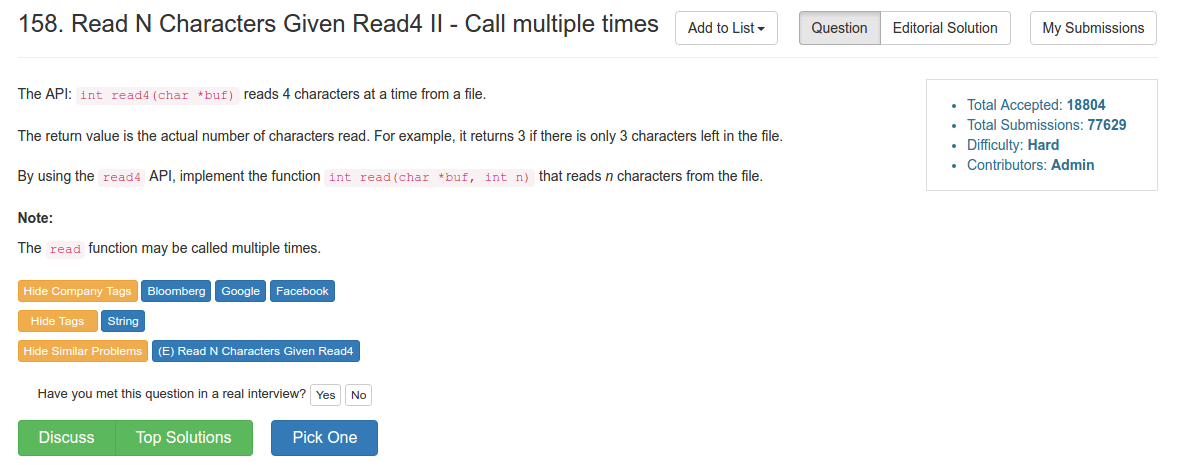 158. Read N Characters Given Read4 II - Call multiple times
Add to List
Question
Editorial Solution
My Submissions
The API: int read4(char *buf) reads 4 characters at a time from a file.
The return value is the actual number of characters read. For example, it returns 3 if there is only 3 characters left in the file.
By using the read4 API, implement the function int read(char *buf, int n) that reads n characters from the file.
Note:
The read function may be called multiple times.
Total Accepted: 18804
Total Submissions: 77629
Difficulty: Hard
Contributors: Admin
Hide Company Tags Bloomberg Google Facebook
Hide Tags String
Hide Similar Problems (E) Read N Characters Given Read4
Have you met this question in a real interview? Yes No
Discuss Top Solutions Pick One